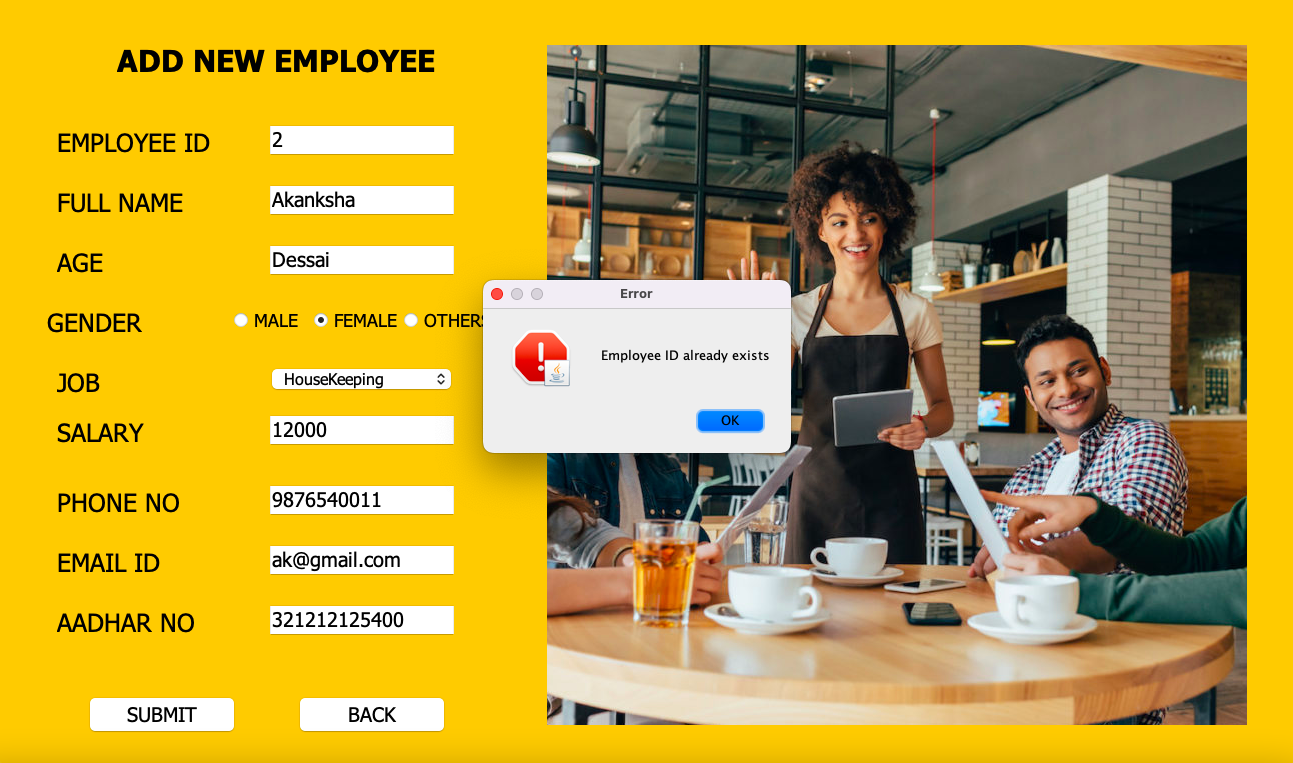 ADD NEW EMPLOYEE
EMPLOYEE ID 2
FULL NAME Akanksha
AGE Dessai
GENDER MALE FEMALE OTHERS
JOB HouseKeeping
SALARY 12000
PHONE NO 9876540011
EMAIL ID ak@gmail.com
AADHAR NO 321212125400
SUBMIT BACK
Error
Employee ID already exists
OK